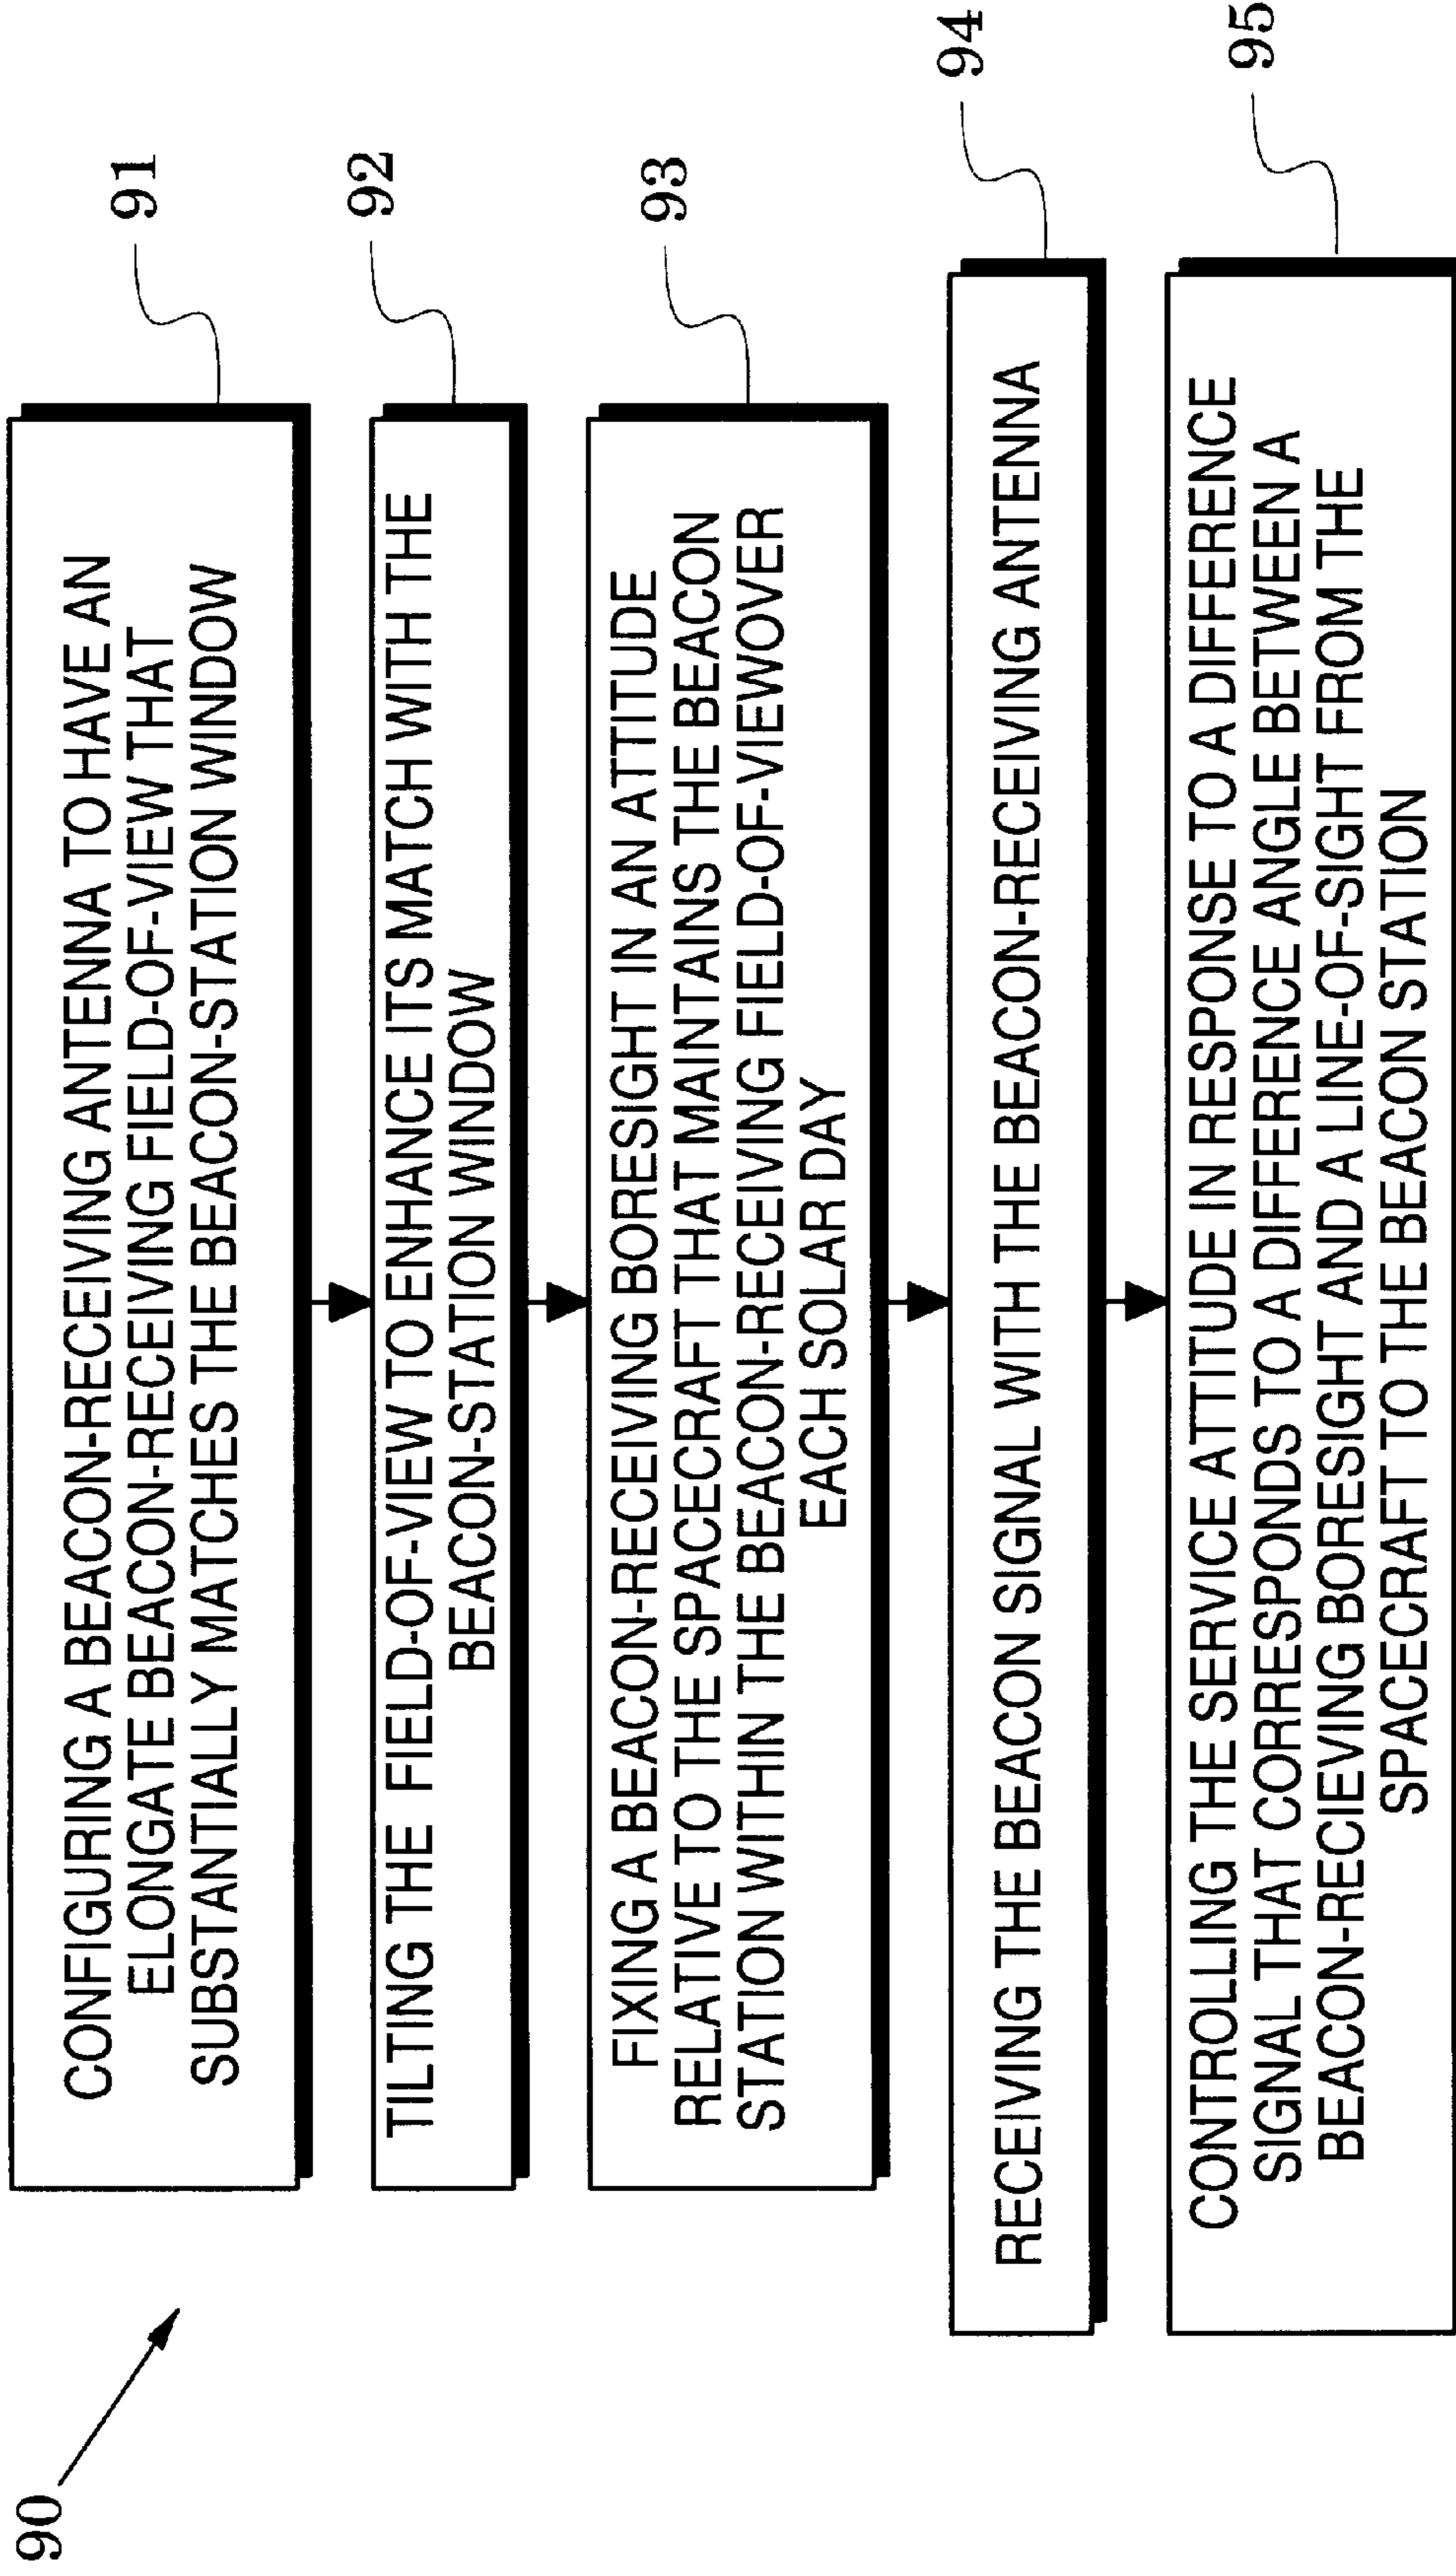 90
CONFIGURING A BEACON-RECEIVING ANTENNA TO HAVE AN
ELONGATE BEACON-RECEIVING FIELD-OF-VIEW THAT
SUBSTANTIALLY MATCHES THE BEACON-STATION WINDOW
91
TILTING THE FIELD-OF-VIEW TO ENHANCE ITS MATCH WITH THE
BEACON-STATION WINDOW
92
FIXING A BEACON-RECEIVING BORESIGHT IN AN ATTITUDE
RELATIVE TO THE SPACECRAFT THAT MAINTAINS THE BEACON
STATION WITHIN THE BEACON-RECEIVING FIELD-OF-VIEWOVER
EACH SOLAR DAY
93
RECEIVING THE BEACON SIGNAL WITH THE BEACON-RECEIVING ANTENNA
94
CONTROLLING THE SERVICE ATTITUDE IN RESPONSE TO A DIFFERENCE
SIGNAL THAT CORRESPONDS TO A DIFFERENCE ANGLE BETWEEN A
BEACON-RECIEVING BORESIGHT AND A LINE-OF-SIGHT FROM THE
SPACECRAFT TO THE BEACON STATION
95